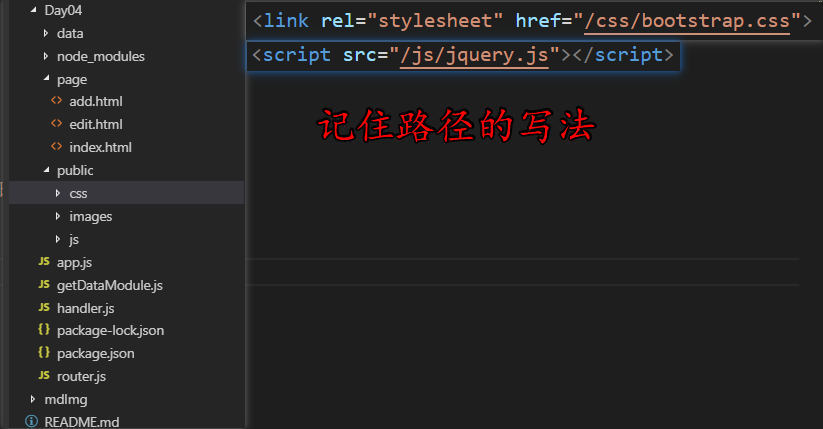 Day04
data
node_modules
page
<> add.html
<> edit.html
<> index.html
public
css
images
js
JS app.js
JS getDataModule.js
JS handler.js
{} package-lock.json
{} package.json
JS router.js
mdImg
README.md
<link rel="stylesheet" href="/css/bootstrap.css">
<script src="/js/jquery.js"></script>
记住路径的写法